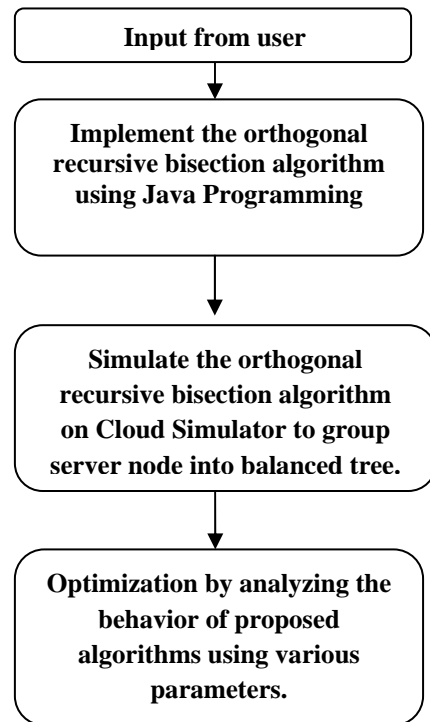 Input from user
Implement the orthogonal
recursive bisection algorithm
using Java Programming
Simulate the orthogonal
recursive bisection algorithm
on Cloud Simulator to group
server node into balanced tree.
Optimization by analyzing the
behavior of proposed
algorithms using various
parameters.